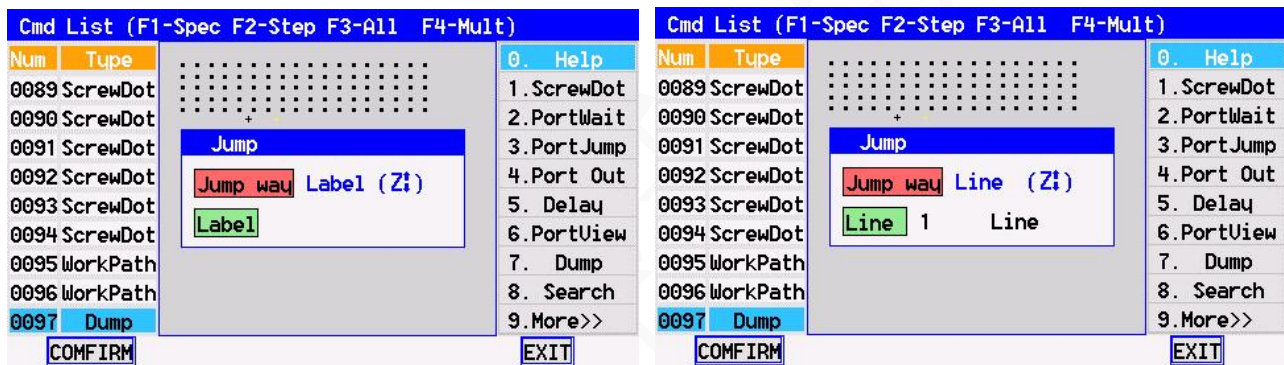 Cmd List (F1-Spec F2-Step F3-All F4-Mult)
Num Type
0089 ScrewDot
0090 ScrewDot
0091 ScrewDot
0092 ScrewDot
0093 ScrewDot
0094 ScrewDot
0095 WorkPath
0096 WorkPath
0097 Dump
Jump
Jump way Label (Z↕)
Label
0. Help
1.ScrewDot
2.PortWait
3.PortJump
4.Port Out
5. Delay
6.PortView
7. Dump
8. Search
9.More>>
COMFIRM EXIT
Cmd List (F1-Spec F2-Step F3-All F4-Mult)
Num Type
0089 ScrewDot
0090 ScrewDot
0091 ScrewDot
0092 ScrewDot
0093 ScrewDot
0094 ScrewDot
0095 WorkPath
0096 WorkPath
0097 Dump
Jump
Jump way Line (Z↕)
Line 1 Line
0. Help
1.ScrewDot
2.PortWait
3.PortJump
4.Port Out
5. Delay
6.PortView
7. Dump
8. Search
9.More>>
COMFIRM EXIT